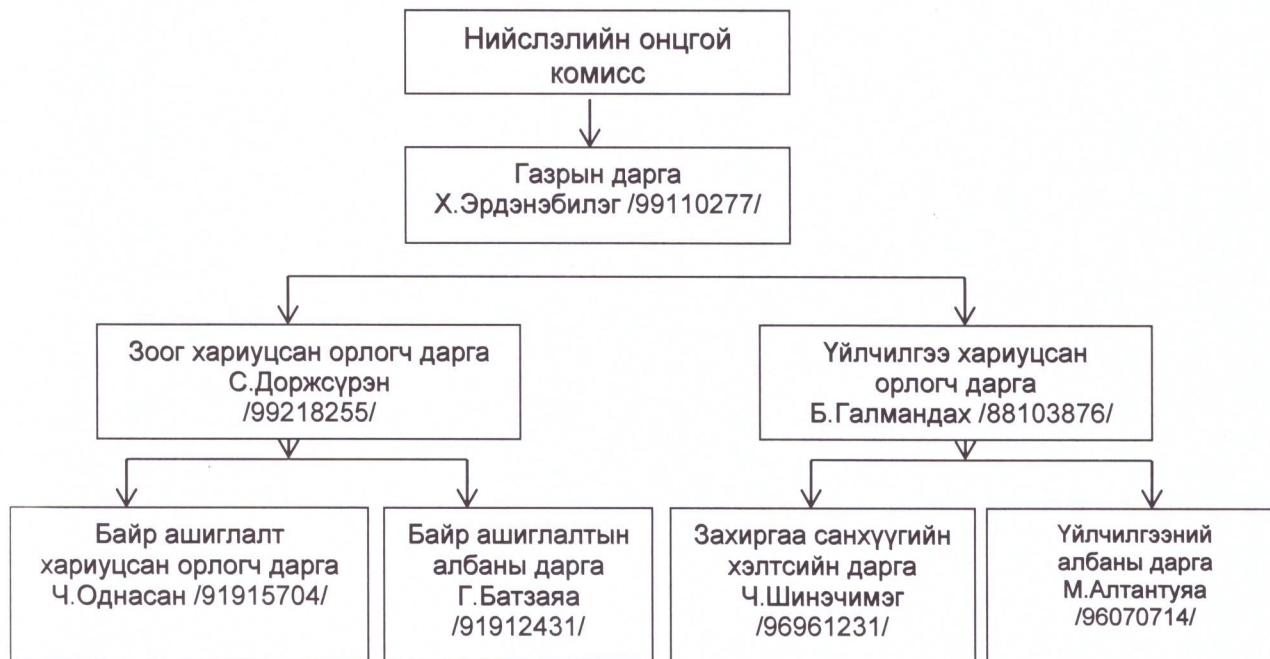 Нийслэлийн онцгой
комисс
Газрын дарга
Х.Эрдэнэбилэг /99110277/
Зоог хариуцсан орлогч дарга
С.Доржсүрэн
/99218255/
Үйлчилгээ хариуцсан
орлогч дарга
Б.Галмандах /88103876/
Байр ашиглалт
хариуцсан орлогч дарга
Ч.Однасан /91915704/
Байр ашиглалтын
албаны дарга
Г.Батзаяа
/91912431/
Захиргаа санхүүгийн
хэлтсийн дарга
Ч.Шинэчимэг
/96961231/
Үйлчилгээний
албаны дарга
М.Алтантуяа
/96070714/